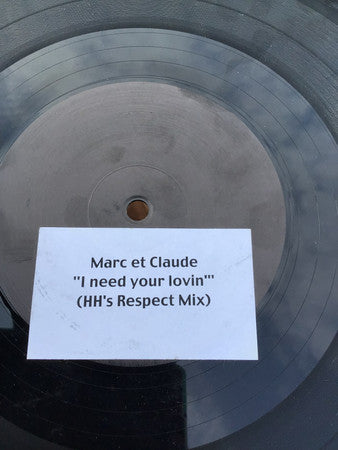 Marc et Claude
"I need your lovin'"
(HH's Respect Mix)